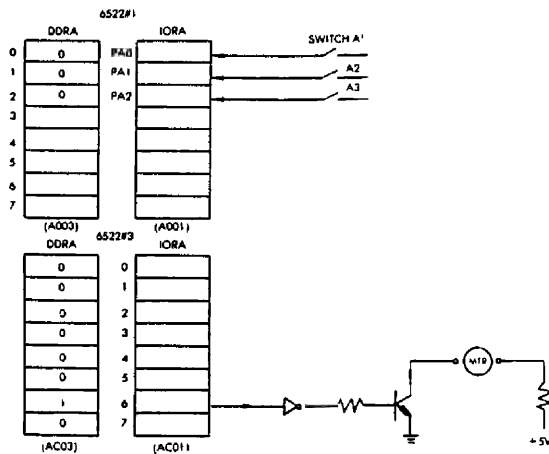 6522#1
DDRA IORA
0 0 PA0 SWITCH A1
1 0 PA1 A2
2 0 PA2 A3
3
4
5
6
7
(A003) (A001)
6522#3
DDRA IORA
0 0
0 1
0 2
0 3
0 4
0 5
1 6 MTR
0 7
(AC03) (AC01)
+5V